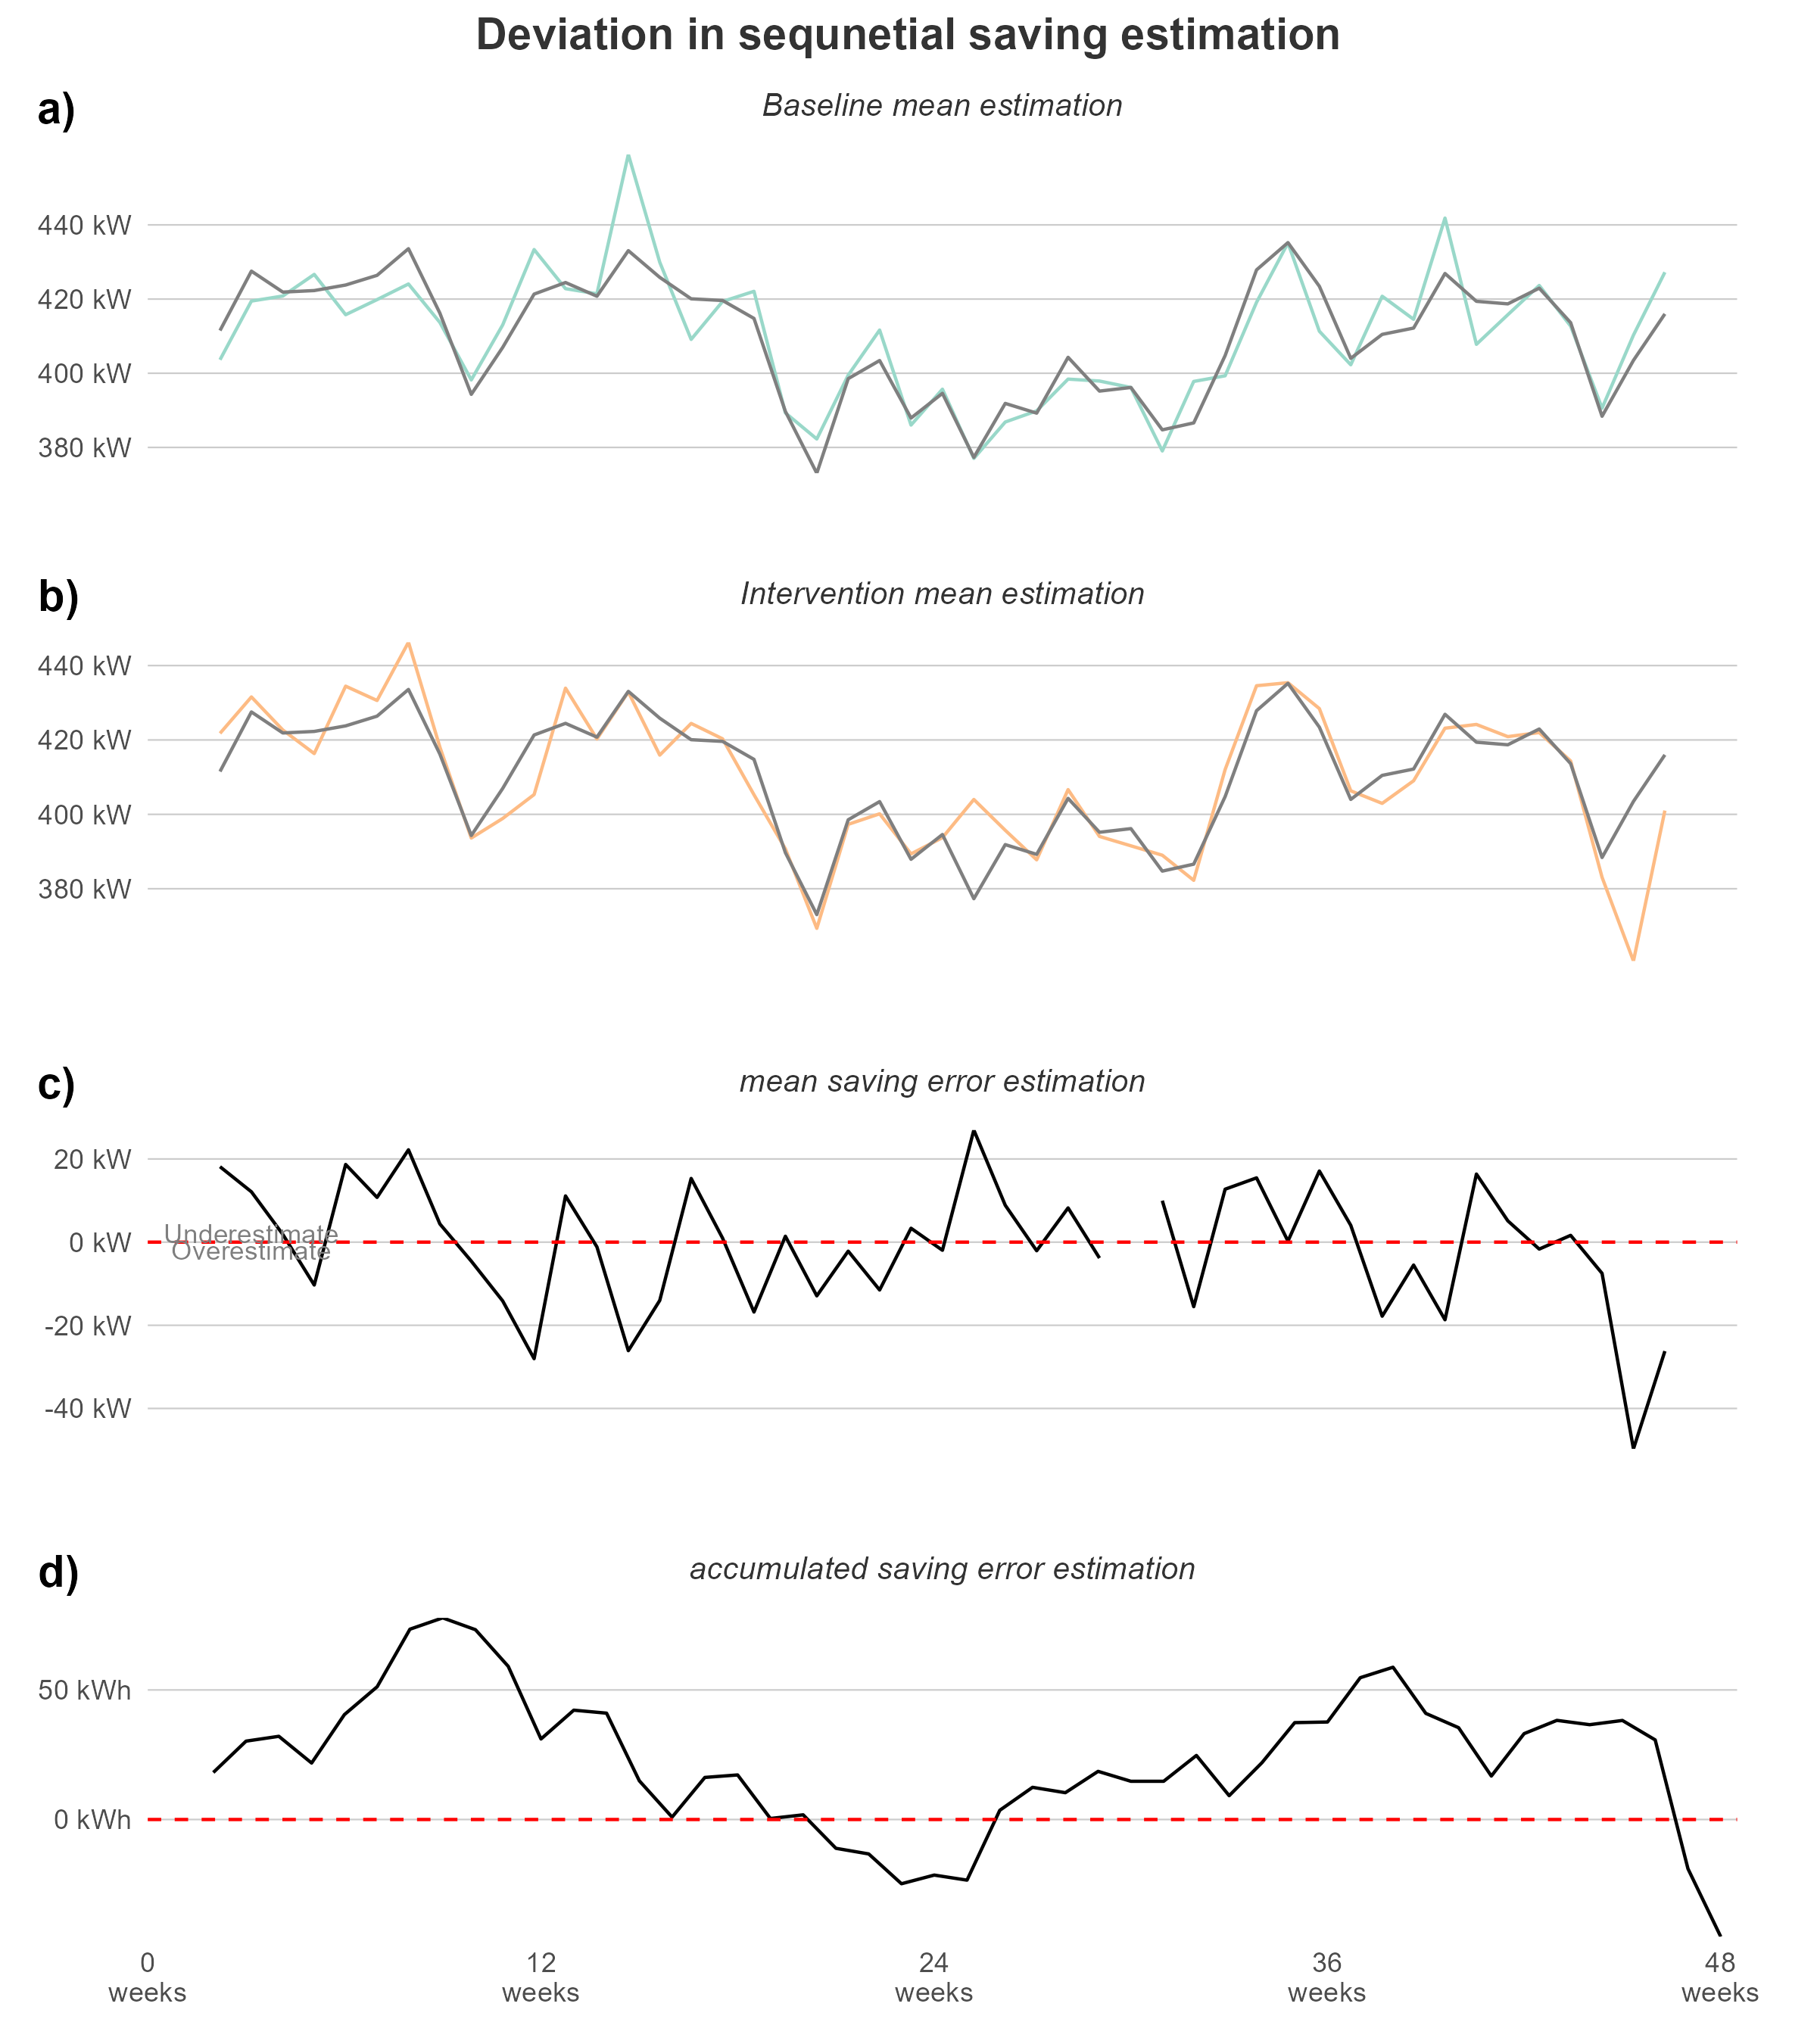 Deviation in sequnetial saving estimation
a)
Baseline mean estimation
440 kW
420 kW
400 kW
380 kW
b)
Intervention mean estimation
440 kW
420 kW
400 kW
380 kW
c)
mean saving error estimation
20 kW
Underestimate
0 kW
Overestimate
-20 kW
-40 kW
d)
accumulated saving error estimation
50 kWh
0 kWh
0 12 24 36 48
weeks weeks weeks weeks weeks